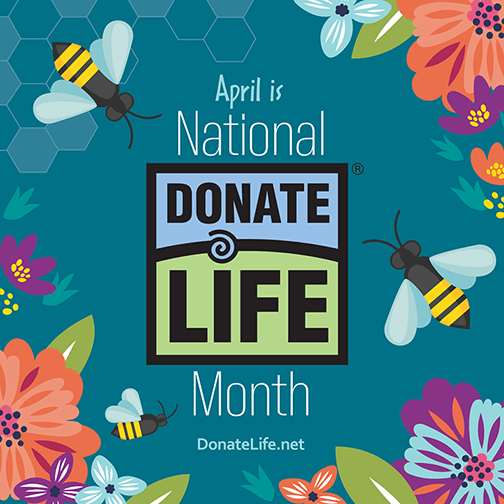 April is
National
DONATE ®
LIFE
Month
DonateLife.net